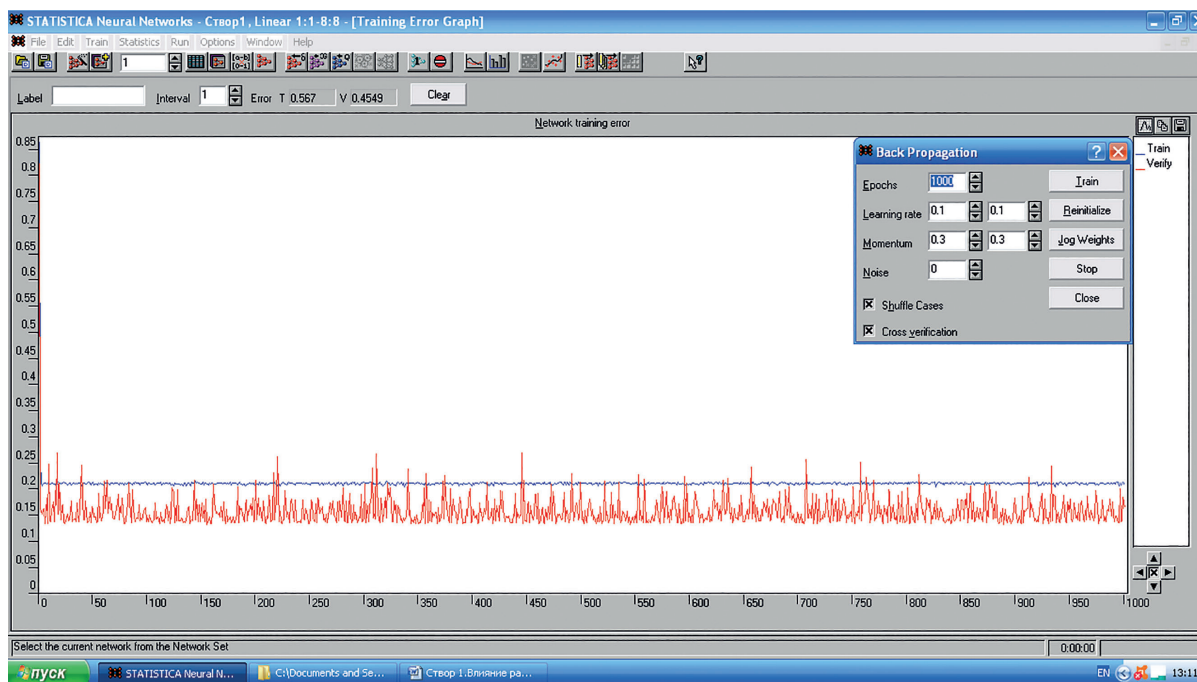 STATISTICA Neural Networks - Створ1, Linear 1:1-8:8 - [Training Error Graph]
File Edit Train Statistics Run Options Window Help
1
Label Interval 1 Error T 0.567 V 0.4549 Clear
Network training error
Train
Verify
Back Propagation
Epochs 1000 Train
Learning rate 0.1 0.1 Reinitialize
Momentum 0.3 0.3 Jog Weights
Noise 0 Stop
Shuffle Cases Close
Cross verification
0.85
0.8
0.75
0.7
0.65
0.6
0.55
0.5
0.45
0.4
0.35
0.3
0.25
0.2
0.15
0.1
0.05
0
0 50 100 150 200 250 300 350 400 450 500 550 600 650 700 750 800 850 900 950 1000
Select the current network from the Network Set 0:00:00
пуск STATISTICA Neural N... C:\Documents and Se... Створ 1.Влияние ра... EN 13:11